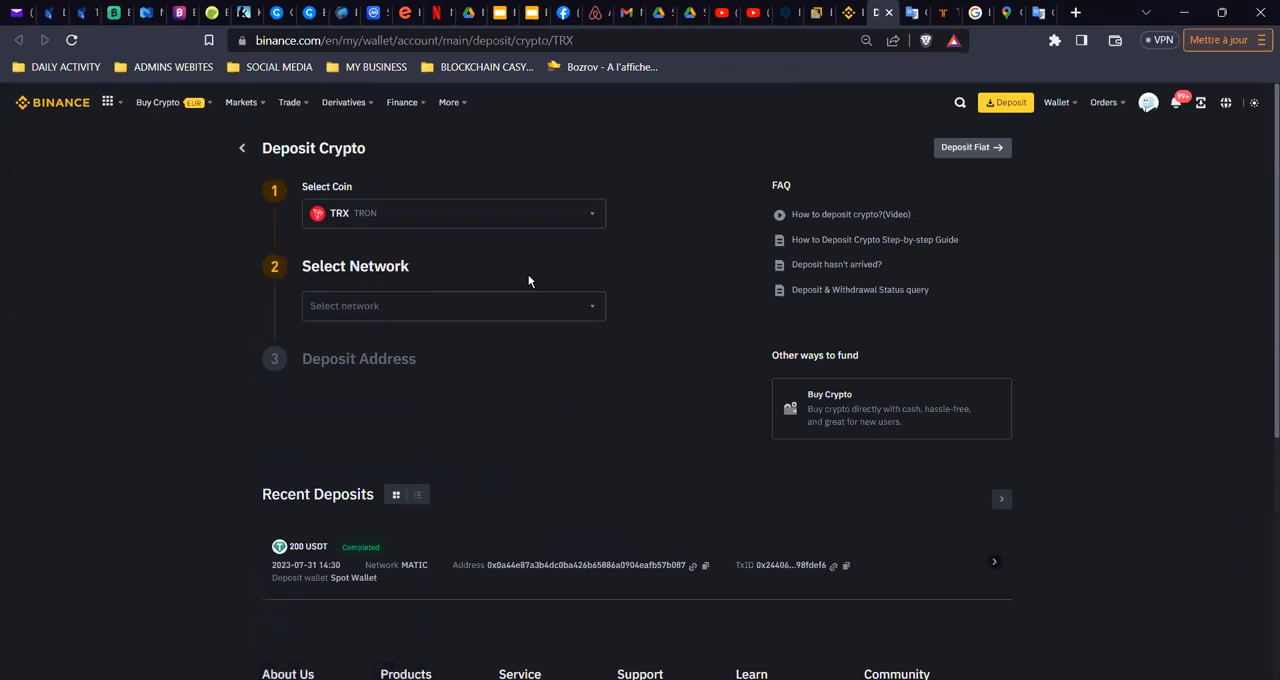 binance.com/en/my/wallet/account/main/deposit/crypto/TRX
VPN
Mettre à jour
DAILY ACTIVITY
ADMINS WEBITES
SOCIAL MEDIA
MY BUSINESS
BLOCKCHAIN CASY...
Bozrov - A l'affiche...
BINANCE
Buy Crypto EUR
Markets
Trade
Derivatives
Finance
More
Deposit
Wallet
Orders
99+
Deposit Crypto
Deposit Fiat
1
Select Coin
TRX TRON
2
Select Network
Select network
3
Deposit Address
FAQ
How to deposit crypto?(Video)
How to Deposit Crypto Step-by-step Guide
Deposit hasn't arrived?
Deposit & Withdrawal Status query
Other ways to fund
Buy Crypto
Buy crypto directly with cash, hassle-free,
and great for new users.
Recent Deposits
200 USDT Completed
2023-07-31 14:30 Network MATIC Address 0x0a44e87a3b4dc0ba426b65886a0904eafb57b087 TxID 0x24406...98fdef6
Deposit wallet Spot Wallet
About Us Products Service Support Learn Community